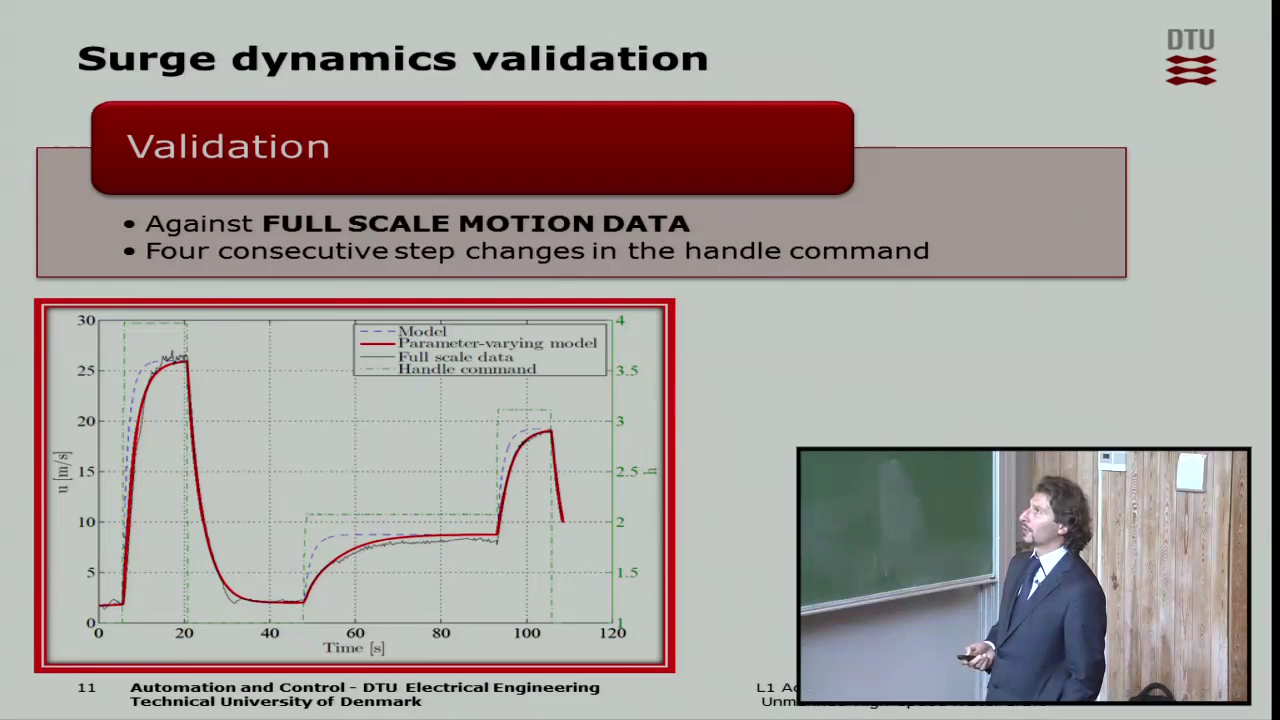 Surge dynamics validation
DTU
Validation
• Against FULL SCALE MOTION DATA
• Four consecutive step changes in the handle command
30
25
20
15
10
5
0
u [m/s]
Model
Parameter-varying model
Full scale data
Handle command
4
3.5
3
2.5
2
1.5
1
h
0 20 40 60 80 100 120
Time [s]
11 Automation and Control - DTU Electrical Engineering
Technical University of Denmark
L1